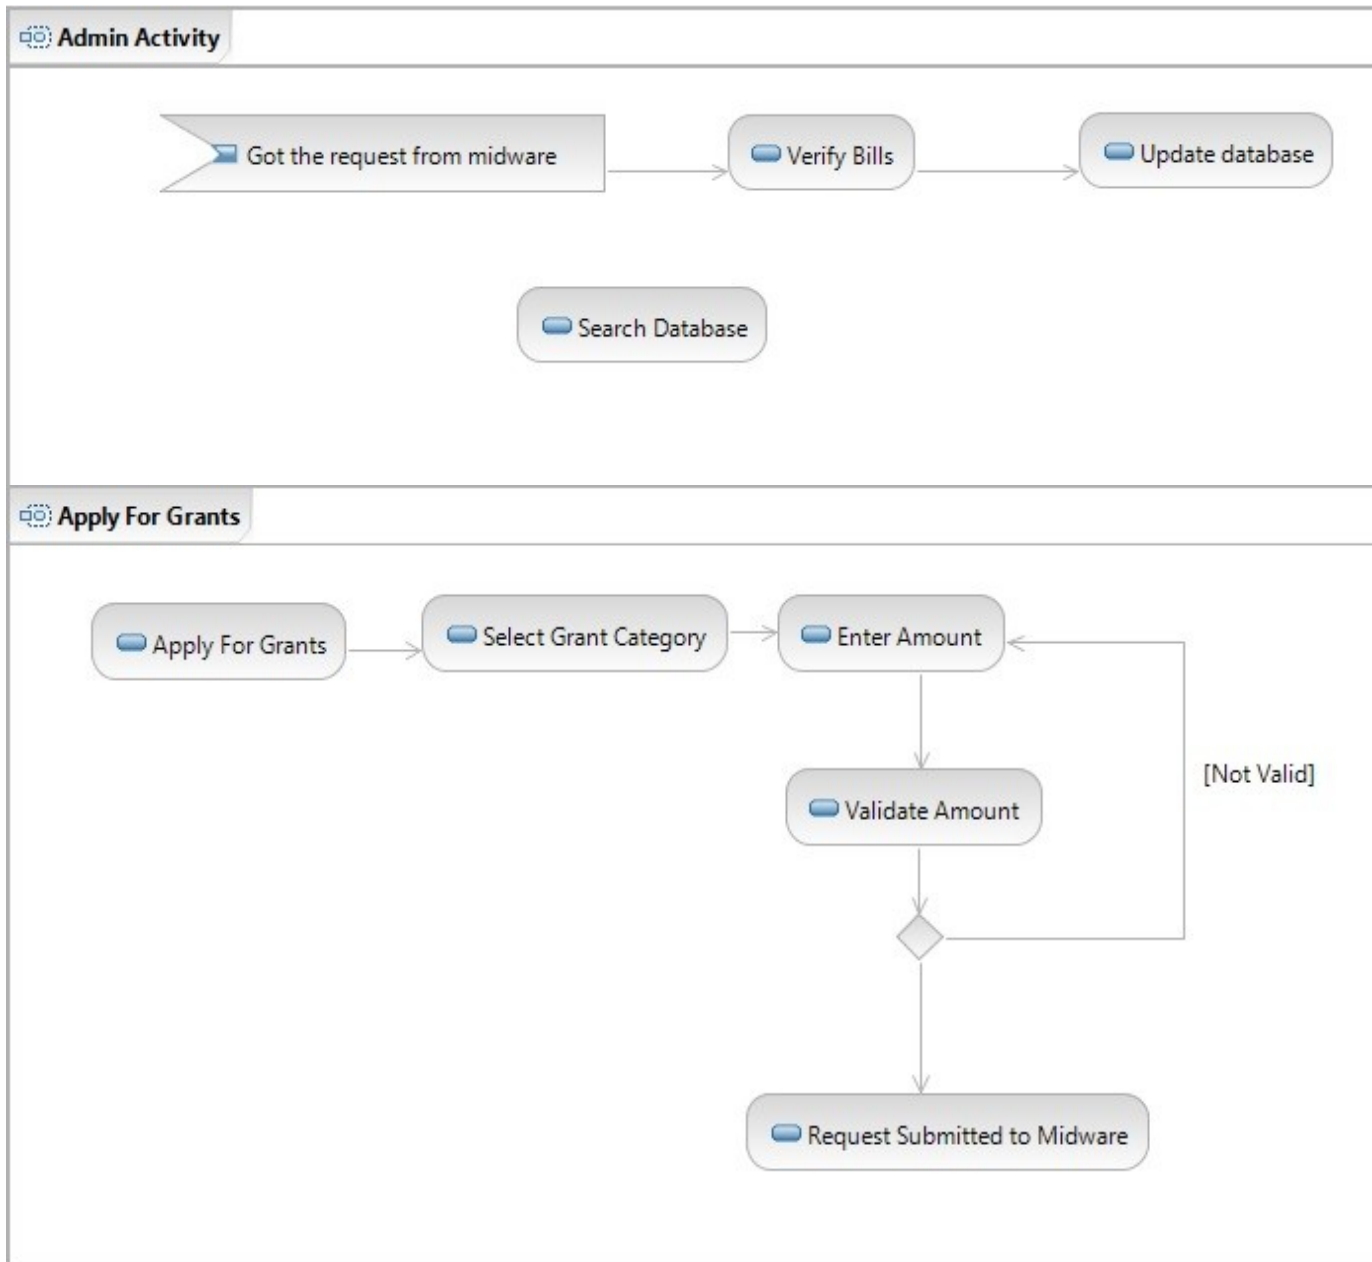 Admin Activity
Got the request from midware
Verify Bills
Update database
Search Database
Apply For Grants
Apply For Grants
Select Grant Category
Enter Amount
[Not Valid]
Validate Amount
Request Submitted to Midware